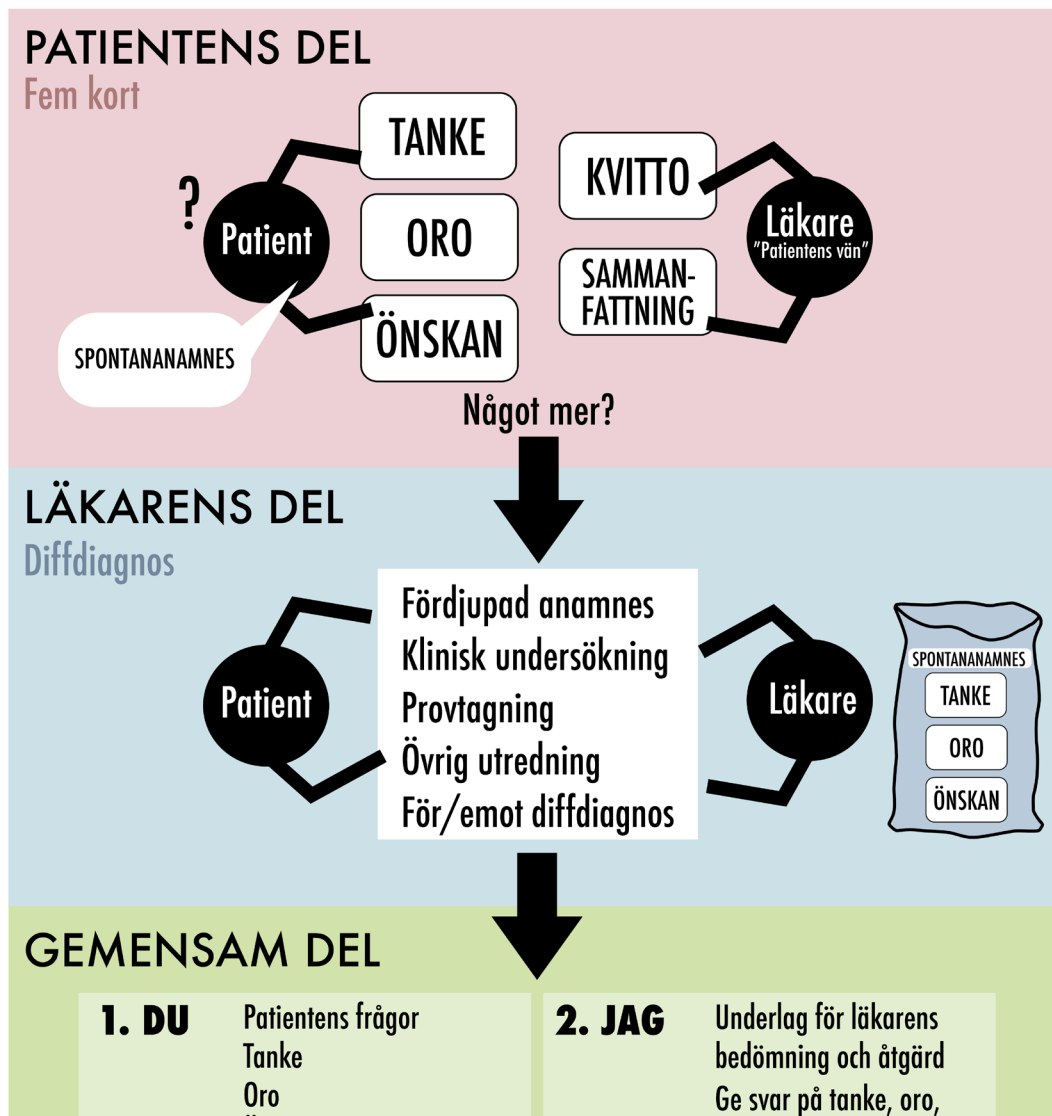 PATIENTENS DEL
Fem kort
TANKE
KVITTO
?
Patient
ORO
Läkare
"Patientens vän"
SAMMAN-
FATTNING
ÖNSKAN
SPONTANANAMNES
Något mer?
LÄKARENS DEL
Diffdiagnos
Patient
Fördjupad anamnes
Klinisk undersökning
Provtagning
Övrig utredning
För/emot diffdiagnos
Läkare
SPONTANANAMNES
TANKE
ORO
ÖNSKAN
GEMENSAM DEL
1. DU
Patientens frågor
Tanke
Oro
2. JAG
Underlag för läkarens
bedömning och åtgärd
Ge svar på tanke, oro,